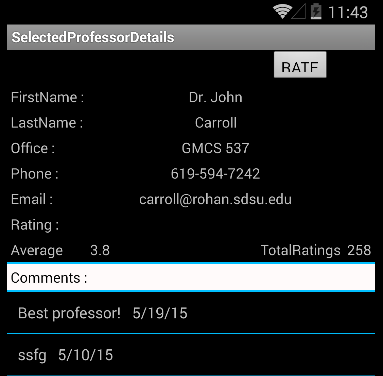 11:43
SelectedProfessorDetails
RATE
FirstName : Dr. John
LastName : Carroll
Office : GMCS 537
Phone : 619-594-7242
Email : carroll@rohan.sdsu.edu
Rating :
Average 3.8 TotalRatings 258
Comments :
Best professor! 5/19/15
ssfg 5/10/15